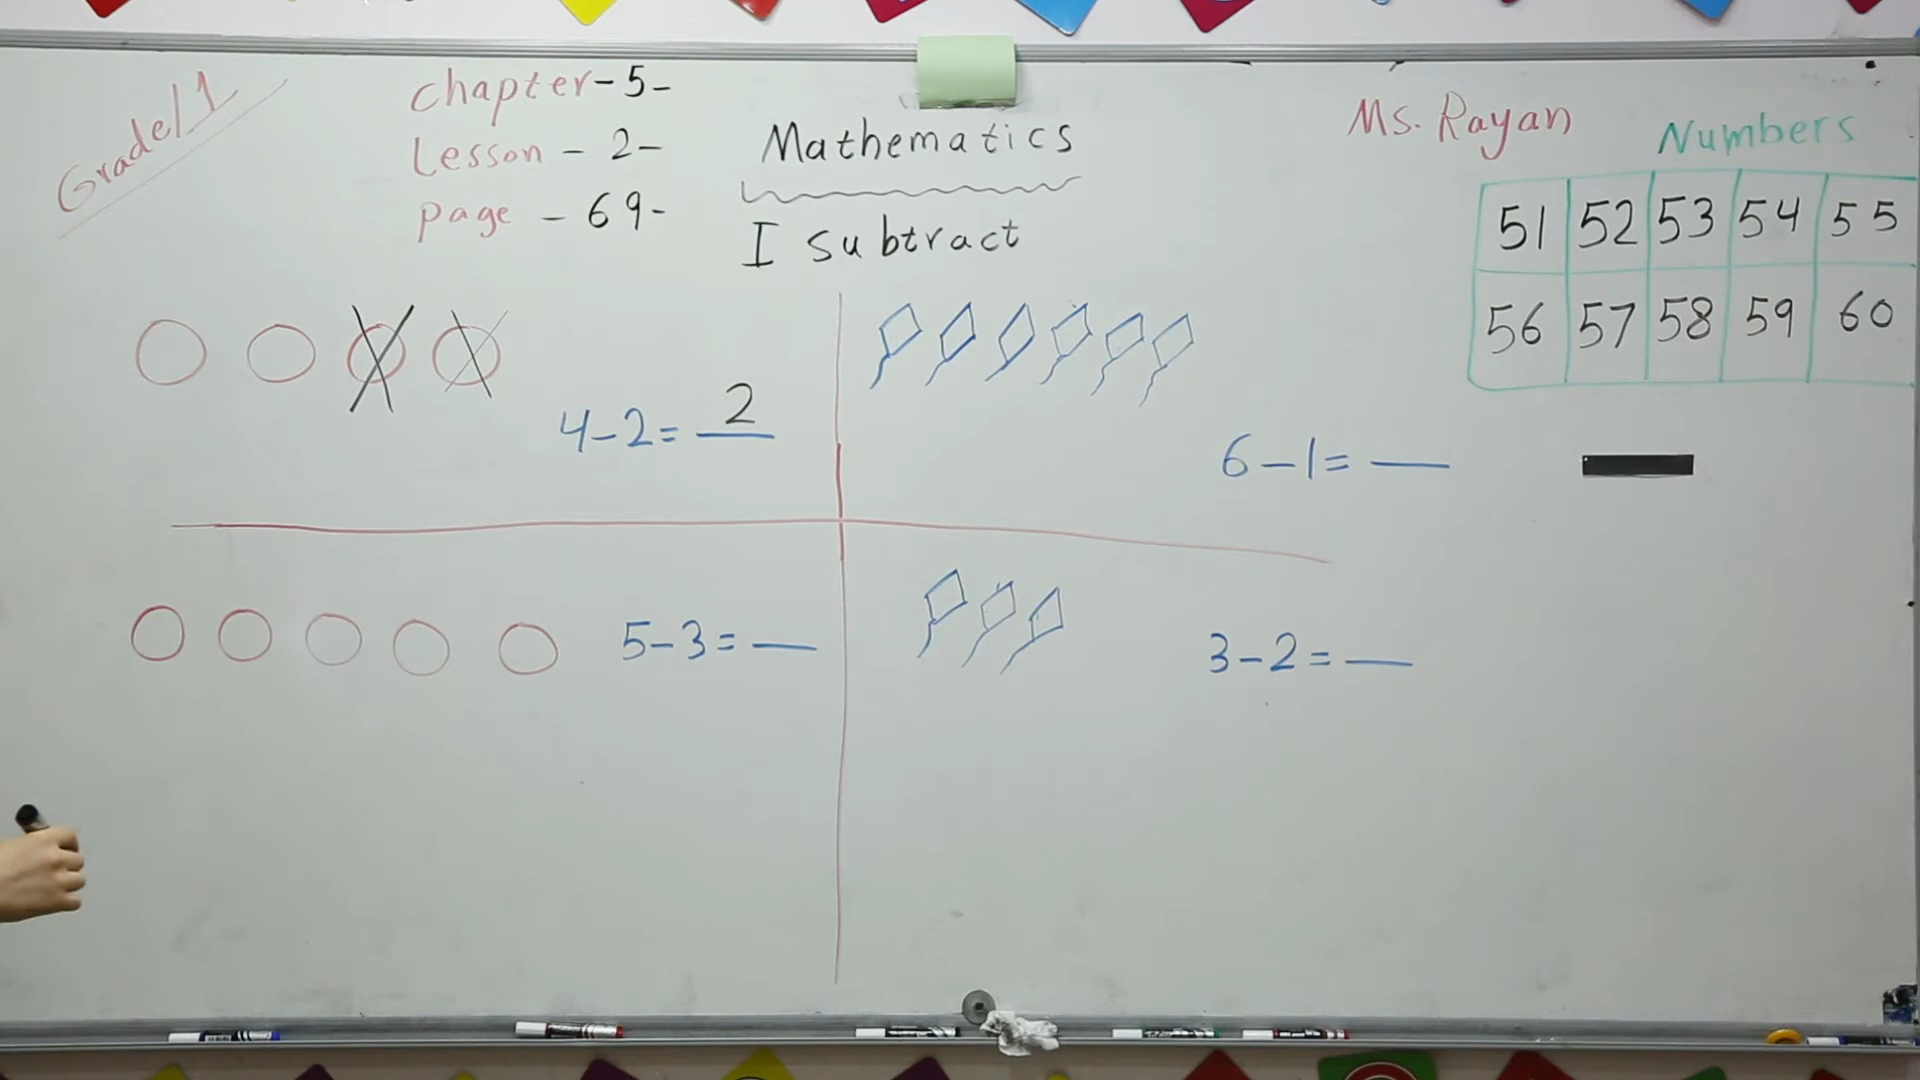 Grade/1
Chapter-5-
Lesson - 2-
page - 69-
Mathematics
I subtract
Ms. Rayan
Numbers
51 52 53 54 55
56 57 58 59 60
4-2= 2
6-1= __
5-3= __
3-2= __